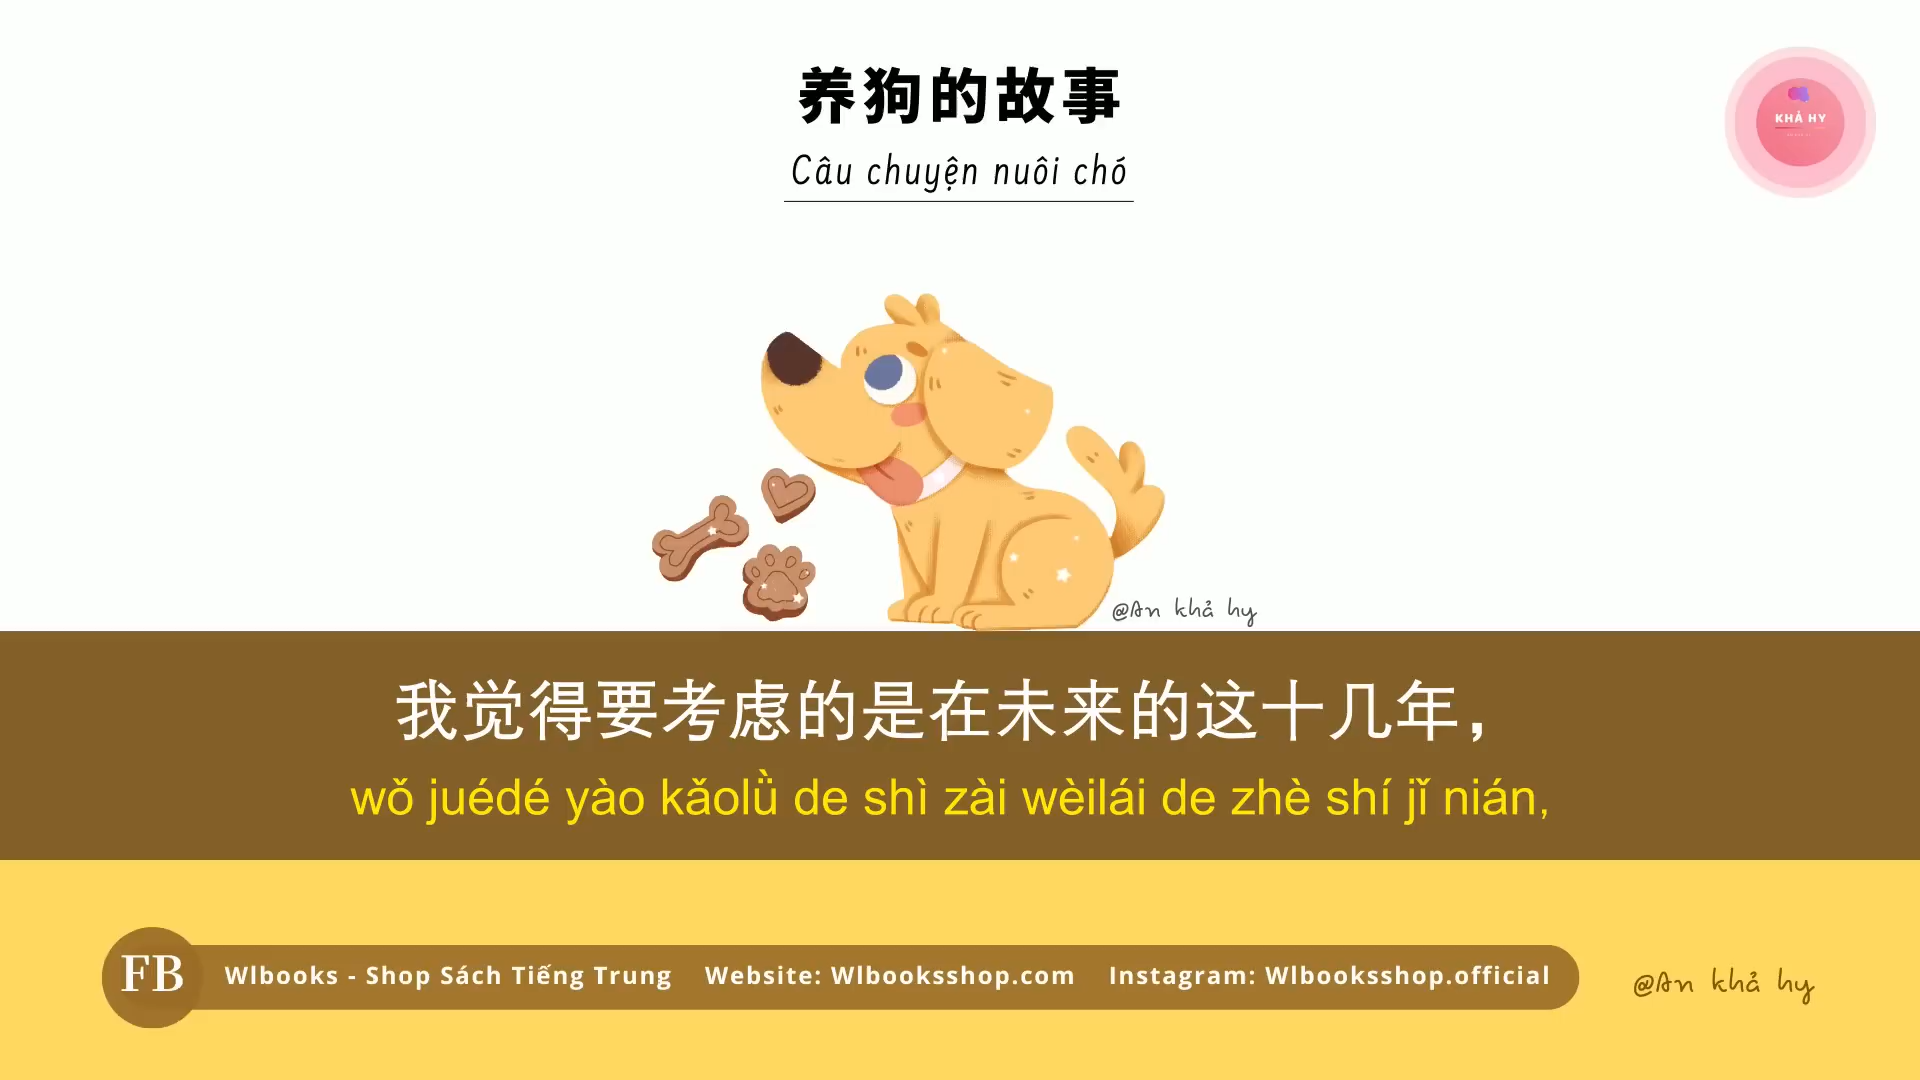 养狗的故事
Câu chuyện nuôi chó
KHẢ HY
@An khả hy
我觉得要考虑的是在未来的这十几年，
wǒ juédé yào kǎolǜ de shì zài wèilái de zhè shí jǐ nián,
FB
Wlbooks - Shop Sách Tiếng Trung Website: Wlbooksshop.com Instagram: Wlbooksshop.official
@An khả hy